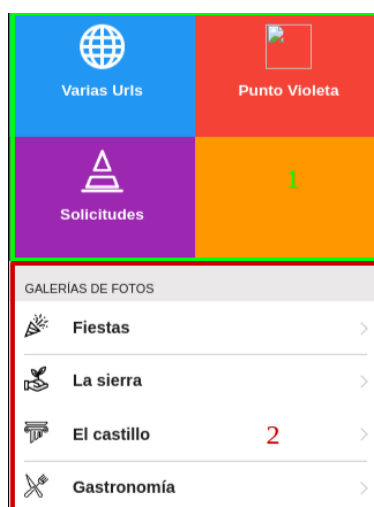 Varias Urls
Punto Violeta
Solicitudes
1
GALERÍAS DE FOTOS
Fiestas
La sierra
El castillo
2
Gastronomía